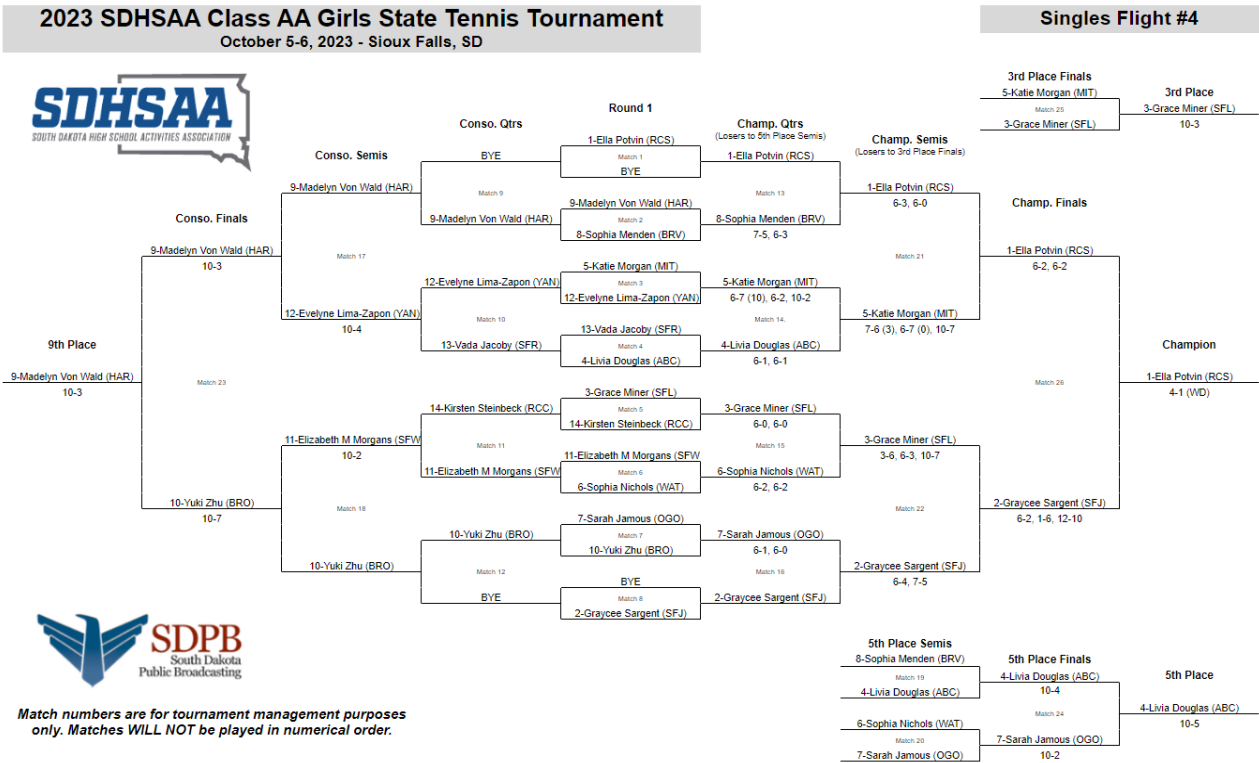 2023 SDHSAA Class AA Girls State Tennis Tournament
October 5-6, 2023 - Sioux Falls, SD
Singles Flight #4
SDHSAA
SOUTH DAKOTA HIGH SCHOOL ACTIVITIES ASSOCIATION
3rd Place Finals
5-Katie Morgan (MIT)
Match 25
3-Grace Miner (SFL)
3rd Place
3-Grace Miner (SFL)
10-3
Round 1
1-Ella Potvin (RCS)
Match 1
BYE
9-Madelyn Von Wald (HAR)
Match 2
8-Sophia Menden (BRV)
5-Katie Morgan (MIT)
Match 3
12-Evelyne Lima-Zapon (YAN)
13-Vada Jacoby (SFR)
Match 4
4-Livia Douglas (ABC)
3-Grace Miner (SFL)
Match 5
14-Kirsten Steinbeck (RCC)
11-Elizabeth M Morgans (SFW
Match 6
6-Sophia Nichols (WAT)
7-Sarah Jamous (OGO)
Match 7
10-Yuki Zhu (BRO)
BYE
Match 8
2-Graycee Sargent (SFJ)
Conso. Qtrs
BYE
Match 9
9-Madelyn Von Wald (HAR)
12-Evelyne Lima-Zapon (YAN)
Match 10
13-Vada Jacoby (SFR)
14-Kirsten Steinbeck (RCC)
Match 11
11-Elizabeth M Morgans (SFW
10-Yuki Zhu (BRO)
Match 12
BYE
Conso. Semis
9-Madelyn Von Wald (HAR)
Match 17
12-Evelyne Lima-Zapon (YAN)
10-4
11-Elizabeth M Morgans (SFW
10-2
Match 18
10-Yuki Zhu (BRO)
Conso. Finals
9-Madelyn Von Wald (HAR)
10-3
Match 23
10-Yuki Zhu (BRO)
10-7
9th Place
9-Madelyn Von Wald (HAR)
10-3
Champ. Qtrs
(Losers to 5th Place Semis)
1-Ella Potvin (RCS)
Match 13
8-Sophia Menden (BRV)
7-5, 6-3
5-Katie Morgan (MIT)
6-7 (10), 6-2, 10-2
Match 14.
4-Livia Douglas (ABC)
6-1, 6-1
3-Grace Miner (SFL)
6-0, 6-0
Match 15
6-Sophia Nichols (WAT)
6-2, 6-2
7-Sarah Jamous (OGO)
6-1, 6-0
Match 16
2-Graycee Sargent (SFJ)
Champ. Semis
(Losers to 3rd Place Finals)
1-Ella Potvin (RCS)
6-3, 6-0
Match 21
5-Katie Morgan (MIT)
7-6 (3), 6-7 (0), 10-7
3-Grace Miner (SFL)
3-6, 6-3, 10-7
Match 22
2-Graycee Sargent (SFJ)
6-4, 7-5
Champ. Finals
1-Ella Potvin (RCS)
6-2, 6-2
Match 26
2-Graycee Sargent (SFJ)
6-2, 1-6, 12-10
Champion
1-Ella Potvin (RCS)
4-1 (WD)
SDPB
South Dakota
Public Broadcasting
Match numbers are for tournament management purposes
only. Matches WILL NOT be played in numerical order.
5th Place Semis
8-Sophia Menden (BRV)
Match 19
4-Livia Douglas (ABC)
6-Sophia Nichols (WAT)
Match 20
7-Sarah Jamous (OGO)
5th Place Finals
4-Livia Douglas (ABC)
10-4
Match 24
7-Sarah Jamous (OGO)
10-2
5th Place
4-Livia Douglas (ABC)
10-5